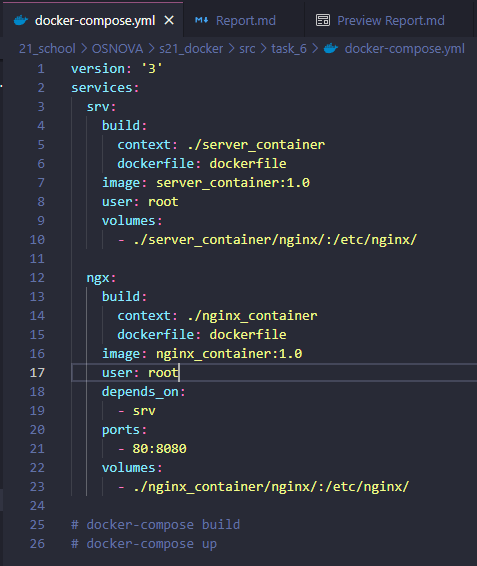 docker-compose.yml Report.md Preview Report.md
21_school > OSNOVA > s21_docker > src > task_6 > docker-compose.yml
1 version: '3'
2 services:
3 srv:
4 build:
5 context: ./server_container
6 dockerfile: dockerfile
7 image: server_container:1.0
8 user: root
9 volumes:
10 - ./server_container/nginx/:/etc/nginx/
11
12 ngx:
13 build:
14 context: ./nginx_container
15 dockerfile: dockerfile
16 image: nginx_container:1.0
17 user: root
18 depends_on:
19 - srv
20 ports:
21 - 80:8080
22 volumes:
23 - ./nginx_container/nginx/:/etc/nginx/
24
25 # docker-compose build
26 # docker-compose up